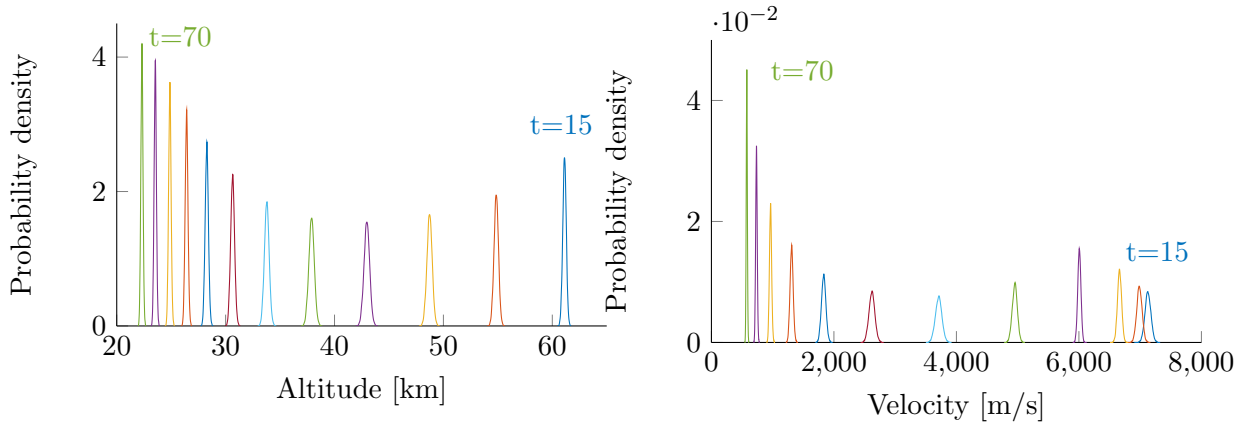 Probability density
4
2
0
t=70
t=15
20 30 40 50 60
Altitude [km]
·10⁻²
Probability density
4
2
0
t=70
t=15
0 2,000 4,000 6,000 8,000
Velocity [m/s]